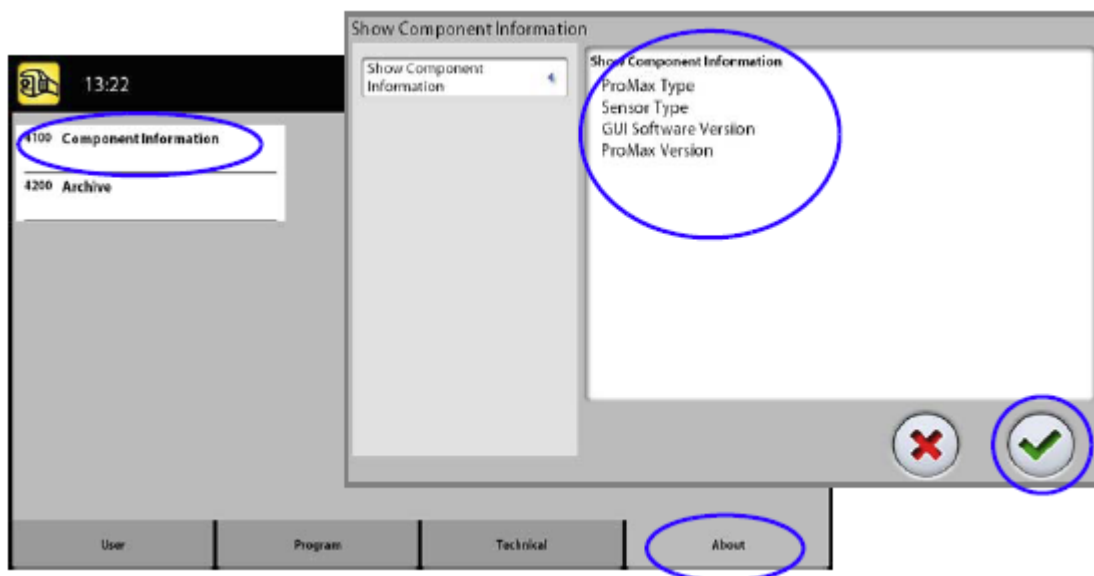 Show Component Information
13:22
4100 Component Information
4200 Archive
Show Component
Information
Show Component Information
ProMax Type
Sensor Type
GUI Software Version
ProMax Version
User
Program
Technical
About